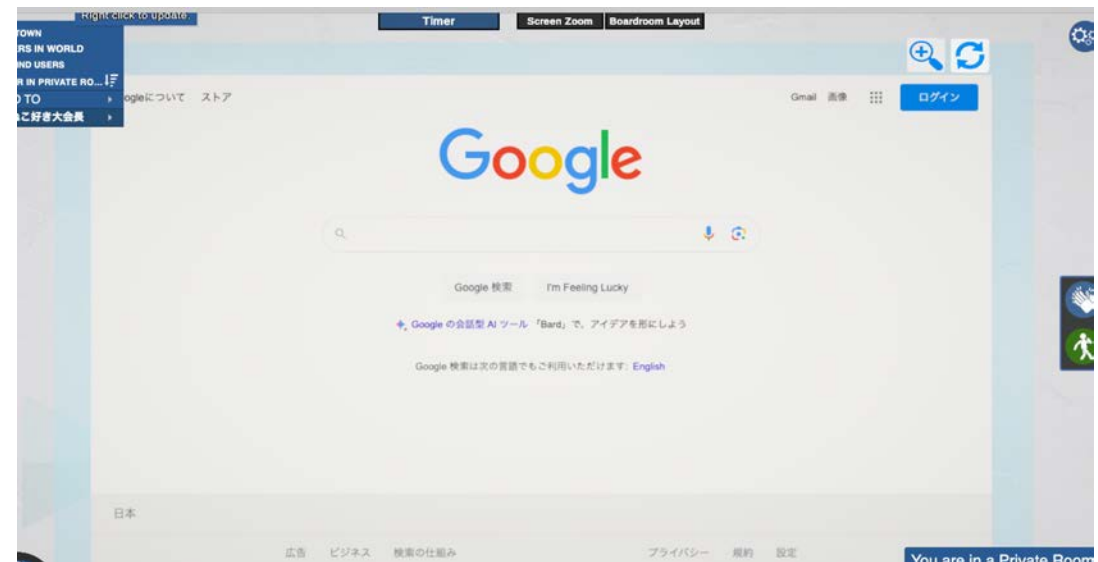 Right click to update.
Timer
Screen Zoom
Boardroom Layout
TOWN
RS IN WORLD
ND USERS
R IN PRIVATE RO...
TO
こ好き大会長
ogleについて ストア
Gmail 画像
ログイン
Google
Google 検索 I'm Feeling Lucky
Google の会話型 AI ツール 「Bard」で、アイデアを形にしよう
Google 検索は次の言語でもご利用いただけます: English
日本
広告 ビジネス 検索の仕組み プライバシー 規約 設定
You are in a Private Room